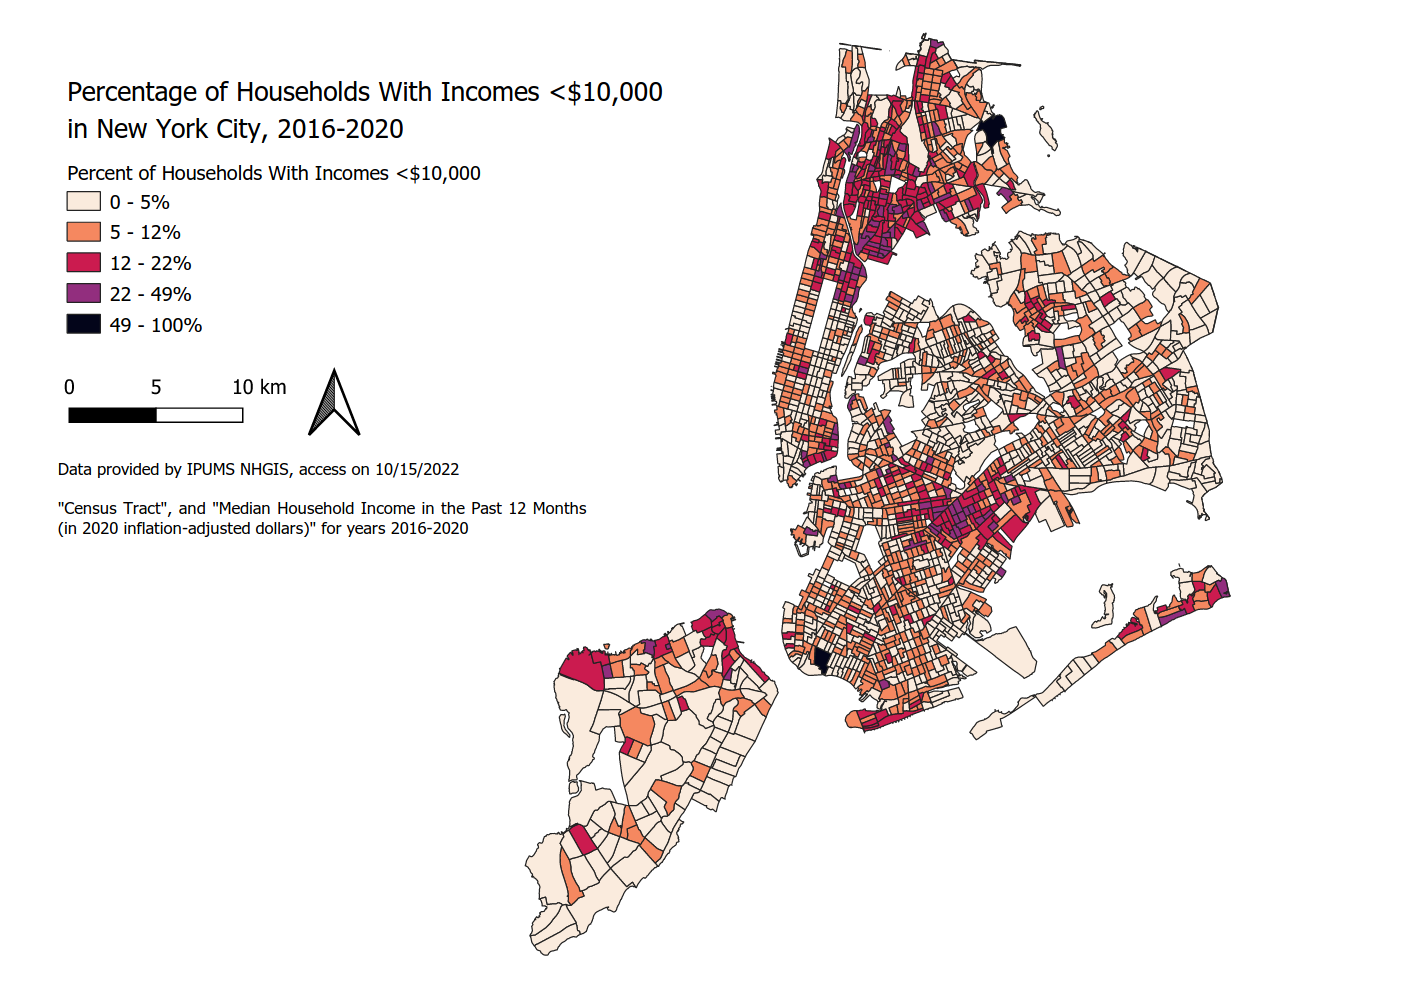 Percentage of Households With Incomes <$10,000
in New York City, 2016-2020
Percent of Households With Incomes <$10,000
0 - 5%
5 - 12%
12 - 22%
22 - 49%
49 - 100%
0 5 10 km
Data provided by IPUMS NHGIS, access on 10/15/2022
"Census Tract", and "Median Household Income in the Past 12 Months
(in 2020 inflation-adjusted dollars)" for years 2016-2020